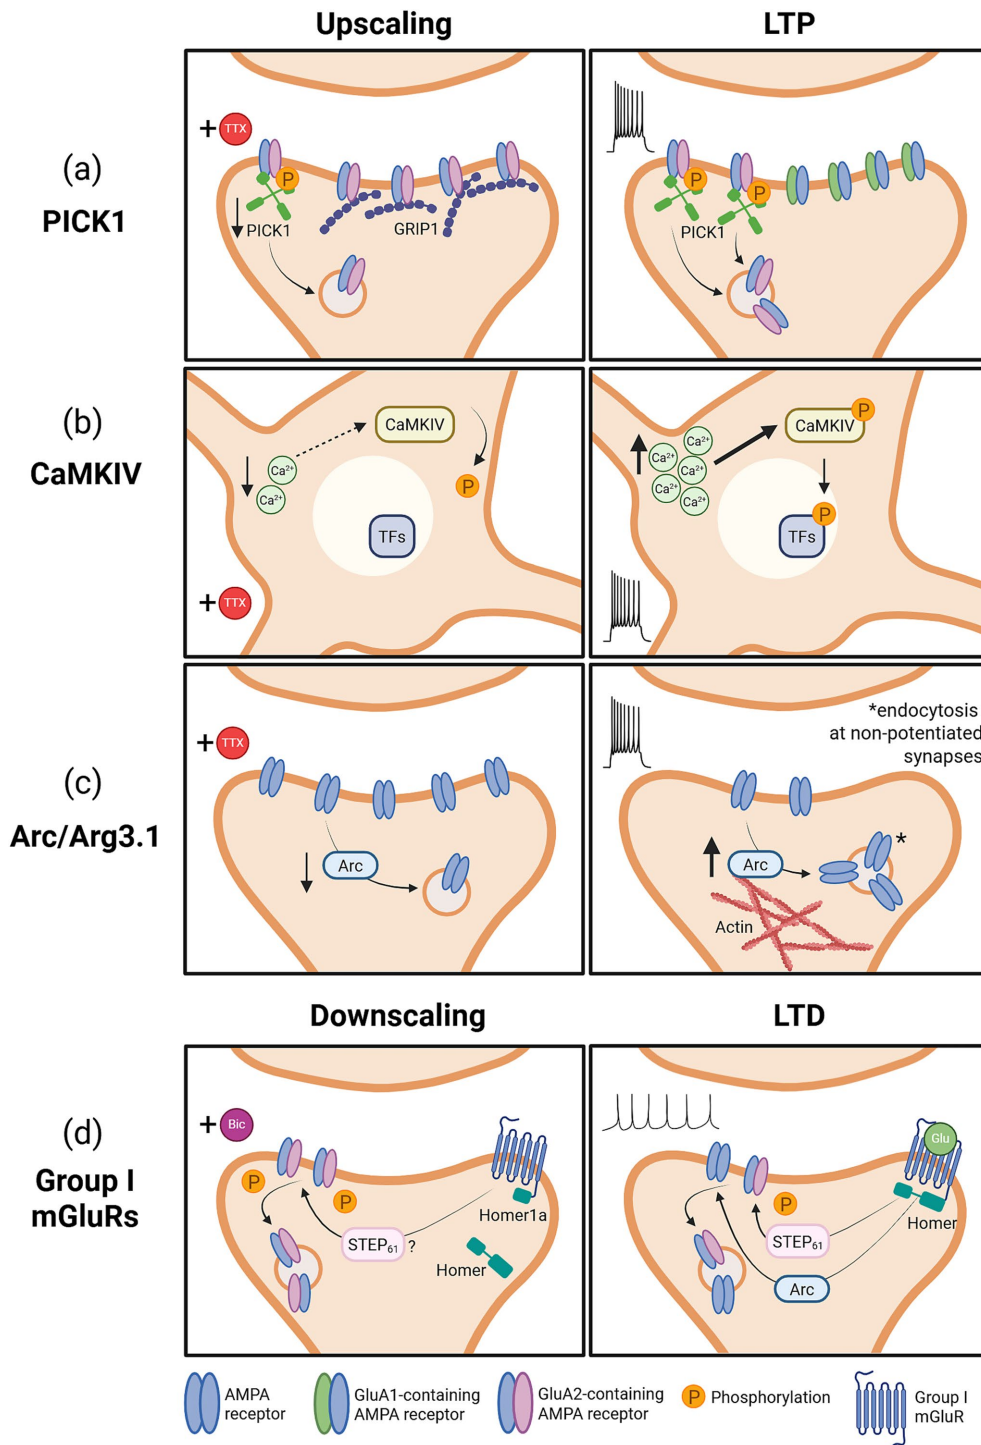 Upscaling
LTP
(a)
PICK1
+ TTX
P
PICK1
GRIP1
P
P
PICK1
(b)
CaMKIV
CaMKIV
Ca²⁺
Ca²⁺
P
TFs
+ TTX
CaMKIV
P
Ca²⁺
Ca²⁺
Ca²⁺
Ca²⁺
Ca²⁺
P
TFs
(c)
Arc/Arg3.1
+ TTX
Arc
*endocytosis
at non-potentiated
synapses
*
Arc
Actin
Downscaling
LTD
(d)
Group I
mGluRs
+ Bic
P
P
Homer1a
STEP₆₁ ?
Homer
Glu
P
Homer
STEP₆₁
Arc
AMPA
receptor
GluA1-containing
AMPA receptor
GluA2-containing
AMPA receptor
P Phosphorylation
Group I
mGluR